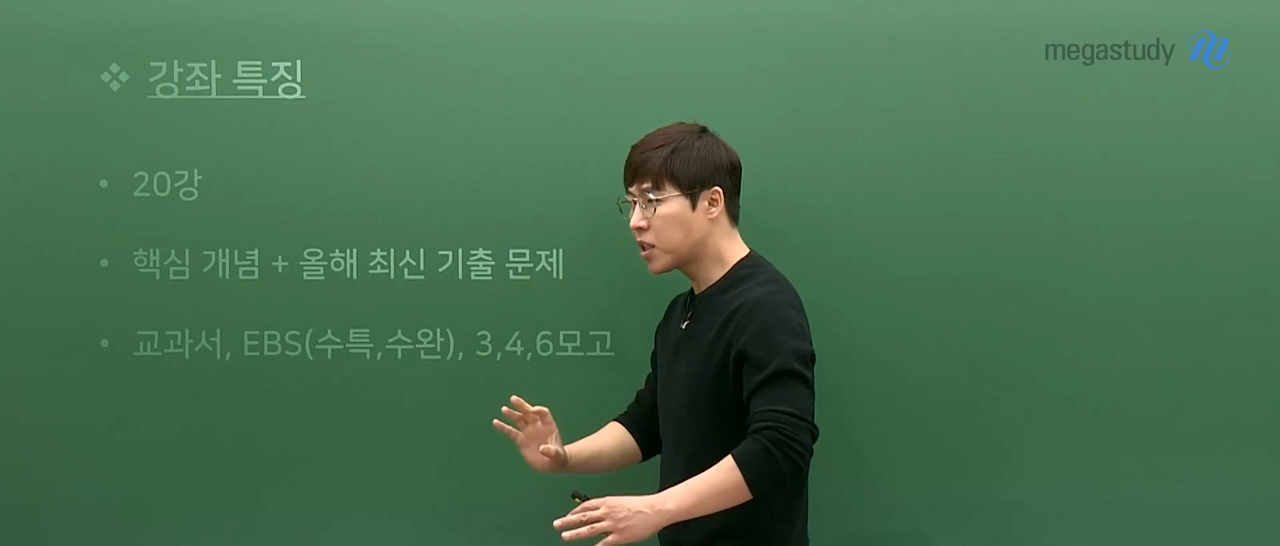 megastudy
❖ 강좌 특징
• 20강
• 핵심 개념 + 올해 최신 기출 문제
• 교과서, EBS(수특,수완), 3,4,6모고